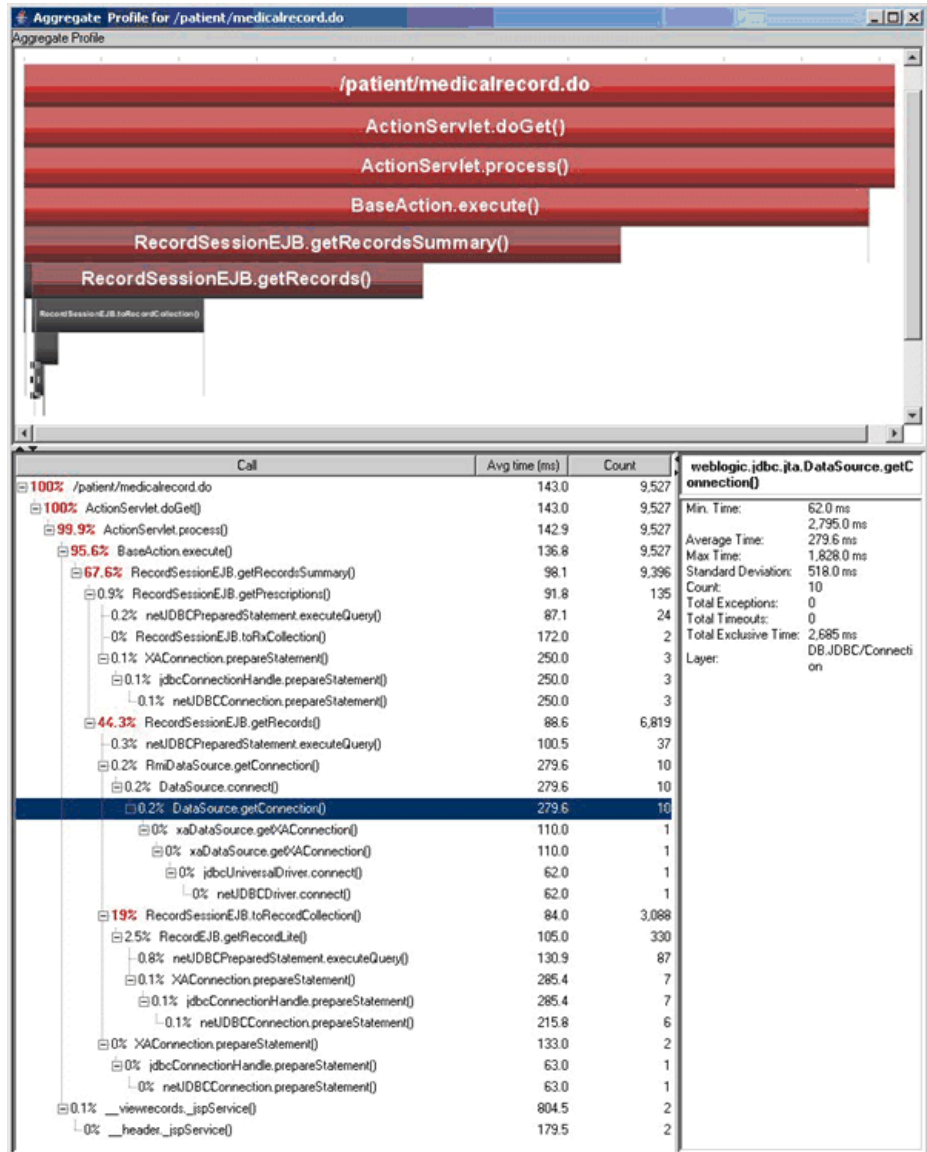 Aggregate Profile for /patient/medicalrecord.do
Aggregate Profile
/patient/medicalrecord.do
ActionServlet.doGet()
ActionServlet.process()
BaseAction.execute()
RecordSessionEJB.getRecordsSummary()
RecordSessionEJB.getRecords()
RecordSessionEJB.toRecordCollection()
Call Avg time (ms) Count
100% /patient/medicalrecord.do 143.0 9,527
100% ActionServlet.doGet() 143.0 9,527
99.9% ActionServlet.process() 142.9 9,527
95.6% BaseAction.execute() 136.8 9,527
67.6% RecordSessionEJB.getRecordsSummary() 98.1 9,396
0.9% RecordSessionEJB.getPrescriptions() 91.8 135
0.2% netJDBCPreparedStatement.executeQuery() 87.1 24
0% RecordSessionEJB.toRxCollection() 172.0 2
0.1% XAConnection.prepareStatement() 250.0 3
0.1% jdbcConnectionHandle.prepareStatement() 250.0 3
0.1% netJDBCConnection.prepareStatement() 250.0 3
44.3% RecordSessionEJB.getRecords() 88.6 6,819
0.3% netJDBCPreparedStatement.executeQuery() 100.5 37
0.2% RmiDataSource.getConnection() 279.6 10
0.2% DataSource.connect() 279.6 10
0.2% DataSource.getConnection() 279.6 10
0% xaDataSource.getXAConnection() 110.0 1
0% xaDataSource.getXAConnection() 110.0 1
0% jdbcUniversalDriver.connect() 62.0 1
0% netJDBCDriver.connect() 62.0 1
19% RecordSessionEJB.toRecordCollection() 84.0 3,088
2.5% RecordEJB.getRecordLite() 105.0 330
0.8% netJDBCPreparedStatement.executeQuery() 130.9 87
0.1% XAConnection.prepareStatement() 285.4 7
0.1% jdbcConnectionHandle.prepareStatement() 285.4 7
0.1% netJDBCConnection.prepareStatement() 215.8 6
0% XAConnection.prepareStatement() 133.0 2
0% jdbcConnectionHandle.prepareStatement() 63.0 1
0% netJDBCConnection.prepareStatement() 63.0 1
0.1% __viewrecords._jspService() 804.5 2
0% __header._jspService() 179.5 2
weblogic.jdbc.jta.DataSource.getC
onnection()
Min. Time: 62.0 ms
2,795.0 ms
Average Time: 279.6 ms
Max Time: 1,828.0 ms
Standard Deviation: 518.0 ms
Count: 10
Total Exceptions: 0
Total Timeouts: 0
Total Exclusive Time: 2,685 ms
Layer: DB.JDBC/Connecti
on